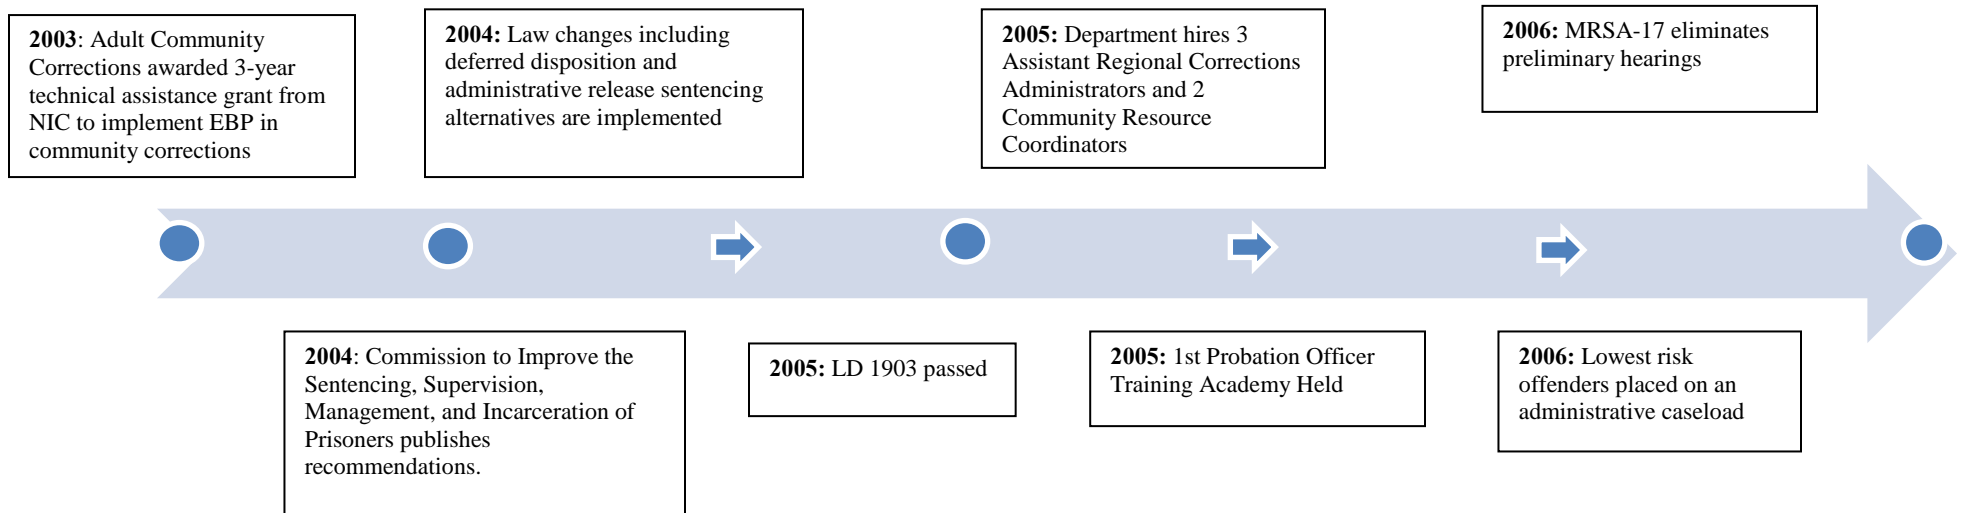 2003: Adult Community
Corrections awarded 3-year
technical assistance grant from
NIC to implement EBP in
community corrections
2004: Law changes including
deferred disposition and
administrative release sentencing
alternatives are implemented
2005: Department hires 3
Assistant Regional Corrections
Administrators and 2
Community Resource
Coordinators
2006: MRSA-17 eliminates
preliminary hearings
2004: Commission to Improve the
Sentencing, Supervision,
Management, and Incarceration of
Prisoners publishes
recommendations.
2005: LD 1903 passed
2005: 1st Probation Officer
Training Academy Held
2006: Lowest risk
offenders placed on an
administrative caseload